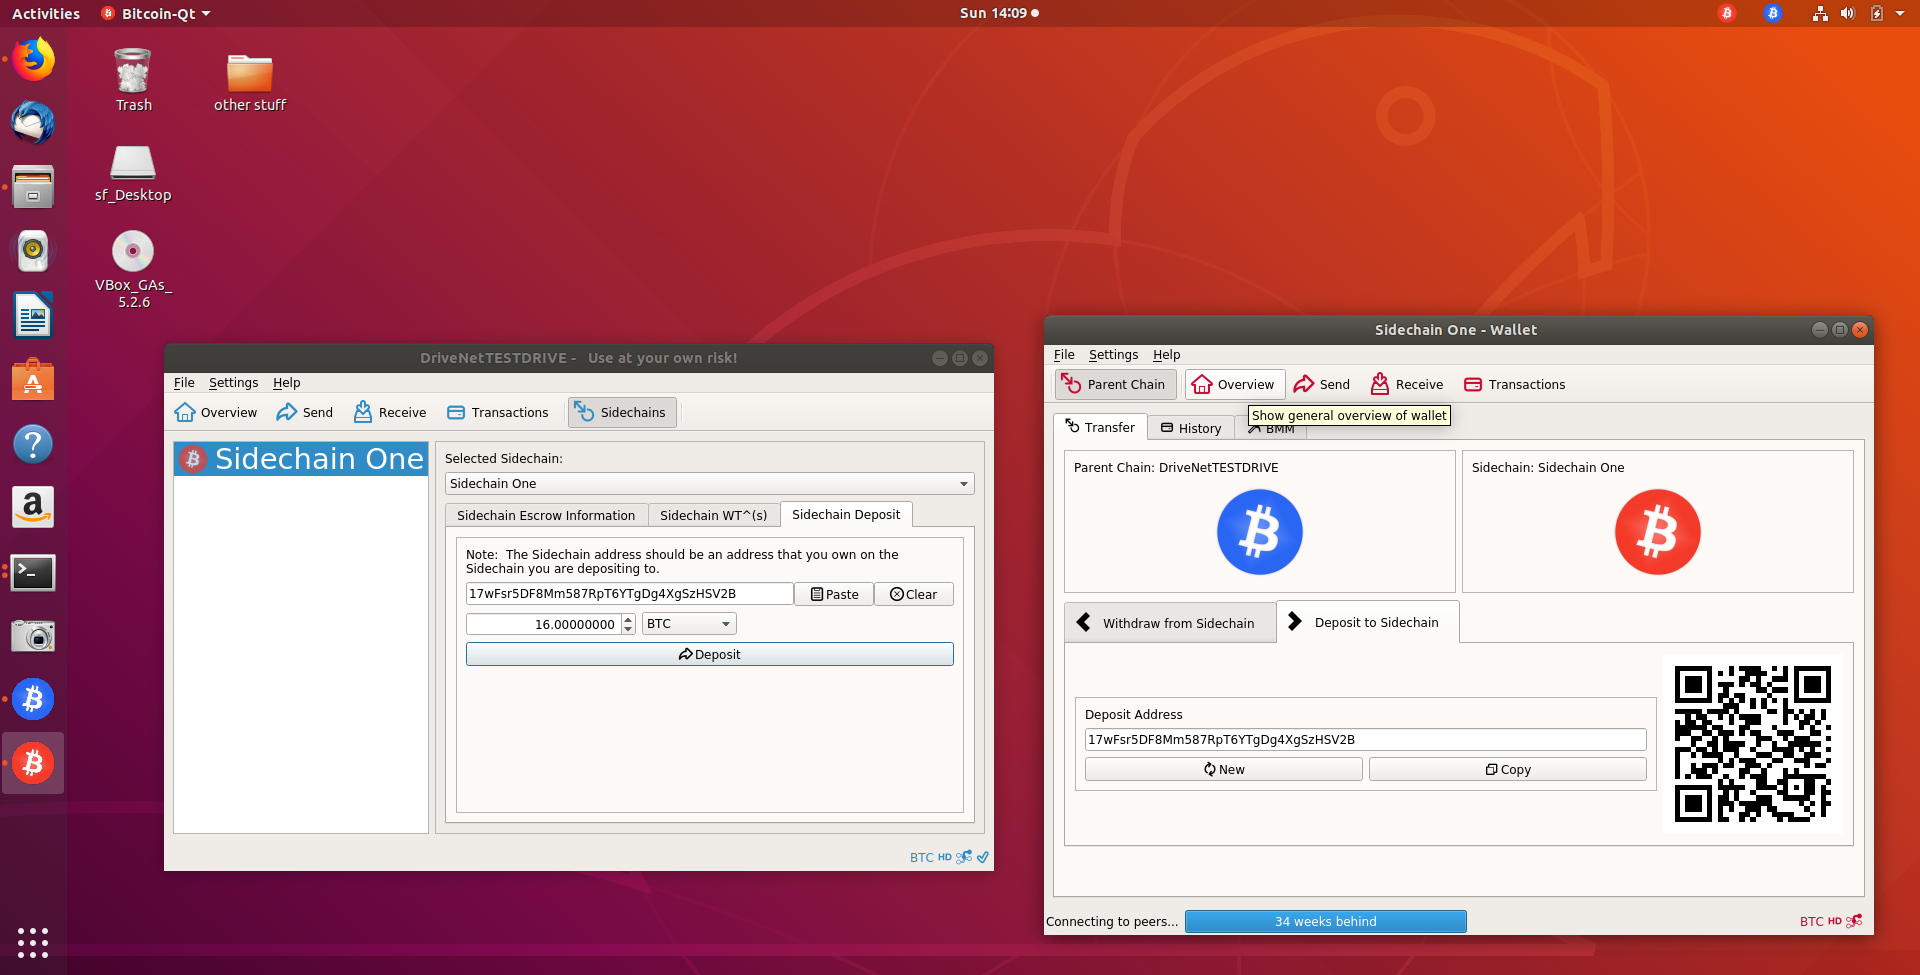 Activities
Bitcoin-Qt
Sun 14:09
Trash
other stuff
sf_Desktop
VBox_GAs_
5.2.6
DriveNetTESTDRIVE - Use at your own risk!
File Settings Help
Overview Send Receive Transactions Sidechains
Sidechain One
Selected Sidechain:
Sidechain One
Sidechain Escrow Information Sidechain WT^(s) Sidechain Deposit
Note: The Sidechain address should be an address that you own on the
Sidechain you are depositing to.
17wFsr5DF8Mm587RpT6YTgDg4XgSzHSV2B Paste Clear
16.00000000 BTC
Deposit
BTC HD
Sidechain One - Wallet
File Settings Help
Parent Chain Overview Send Receive Transactions
Show general overview of wallet
Transfer History BMM
Parent Chain: DriveNetTESTDRIVE
Sidechain: Sidechain One
Withdraw from Sidechain Deposit to Sidechain
Deposit Address
17wFsr5DF8Mm587RpT6YTgDg4XgSzHSV2B
New Copy
Connecting to peers... 34 weeks behind
BTC HD